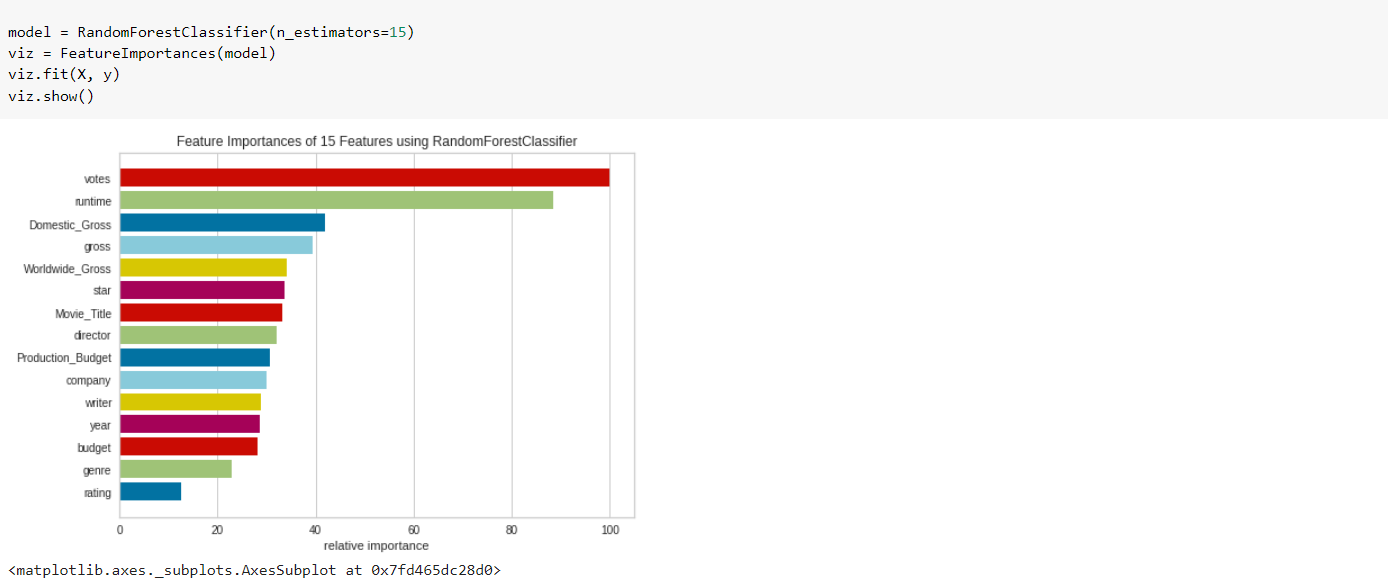 model = RandomForestClassifier(n_estimators=15)
viz = FeatureImportances(model)
viz.fit(X, y)
viz.show()
Feature Importances of 15 Features using RandomForestClassifier
votes
runtime
Domestic_Gross
gross
Worldwide_Gross
star
Movie_Title
director
Production_Budget
company
writer
year
budget
genre
rating
0 20 40 60 80 100
relative importance
<matplotlib.axes._subplots.AxesSubplot at 0x7fd465dc28d0>